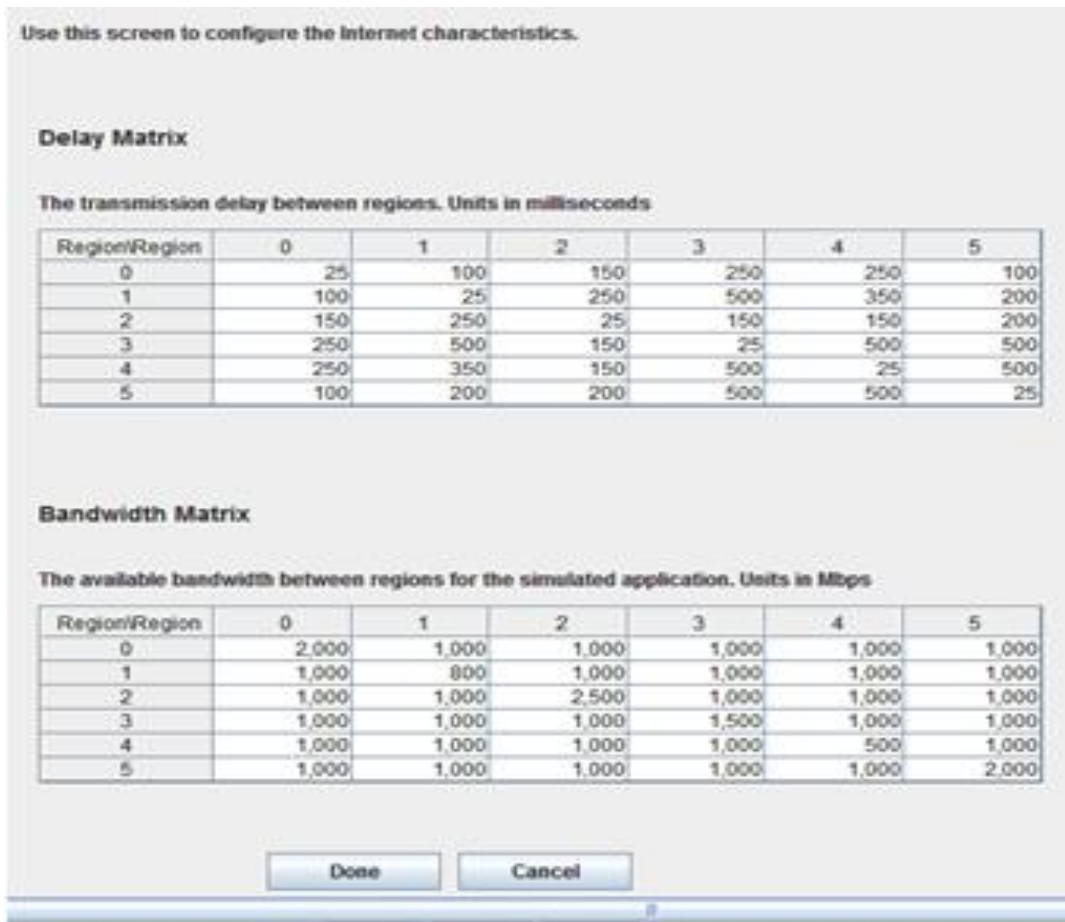 Use this screen to configure the Internet characteristics.
Delay Matrix
The transmission delay between regions. Units in milliseconds
Region\Region 0 1 2 3 4 5
0 25 100 150 250 250 100
1 100 25 250 500 350 200
2 150 250 25 150 150 200
3 250 500 150 25 500 500
4 250 350 150 500 25 500
5 100 200 200 500 500 25
Bandwidth Matrix
The available bandwidth between regions for the simulated application. Units in Mbps
Region\Region 0 1 2 3 4 5
0 2,000 1,000 1,000 1,000 1,000 1,000
1 1,000 800 1,000 1,000 1,000 1,000
2 1,000 1,000 2,500 1,000 1,000 1,000
3 1,000 1,000 1,000 1,500 1,000 1,000
4 1,000 1,000 1,000 1,000 500 1,000
5 1,000 1,000 1,000 1,000 1,000 2,000
Done Cancel